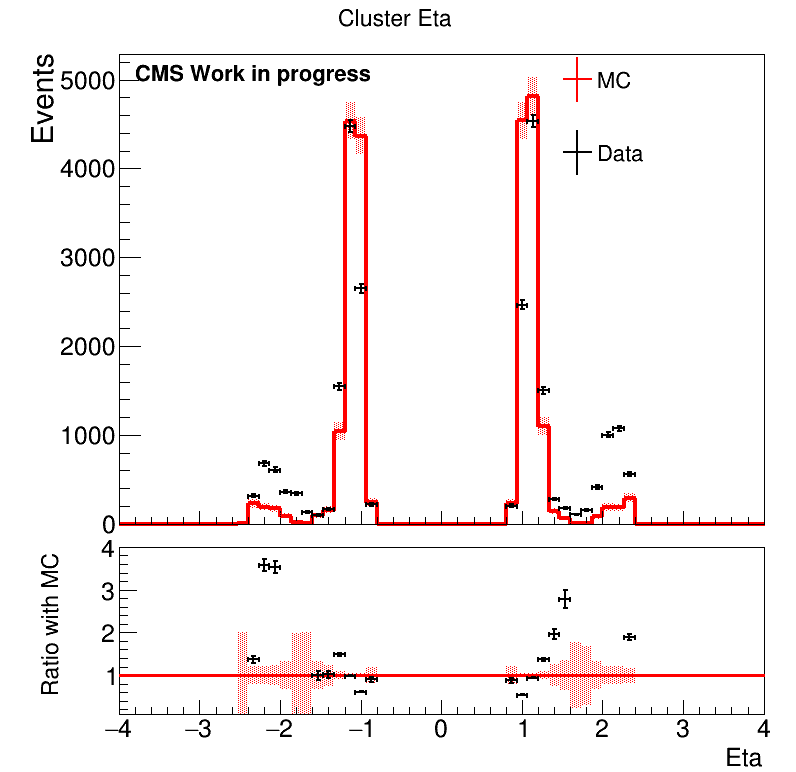 Cluster Eta
Events
CMS Work in progress
MC
Data
5000
4000
3000
2000
1000
0
Ratio with MC
4
3
2
1
−4 −3 −2 −1 0 1 2 3 4
Eta